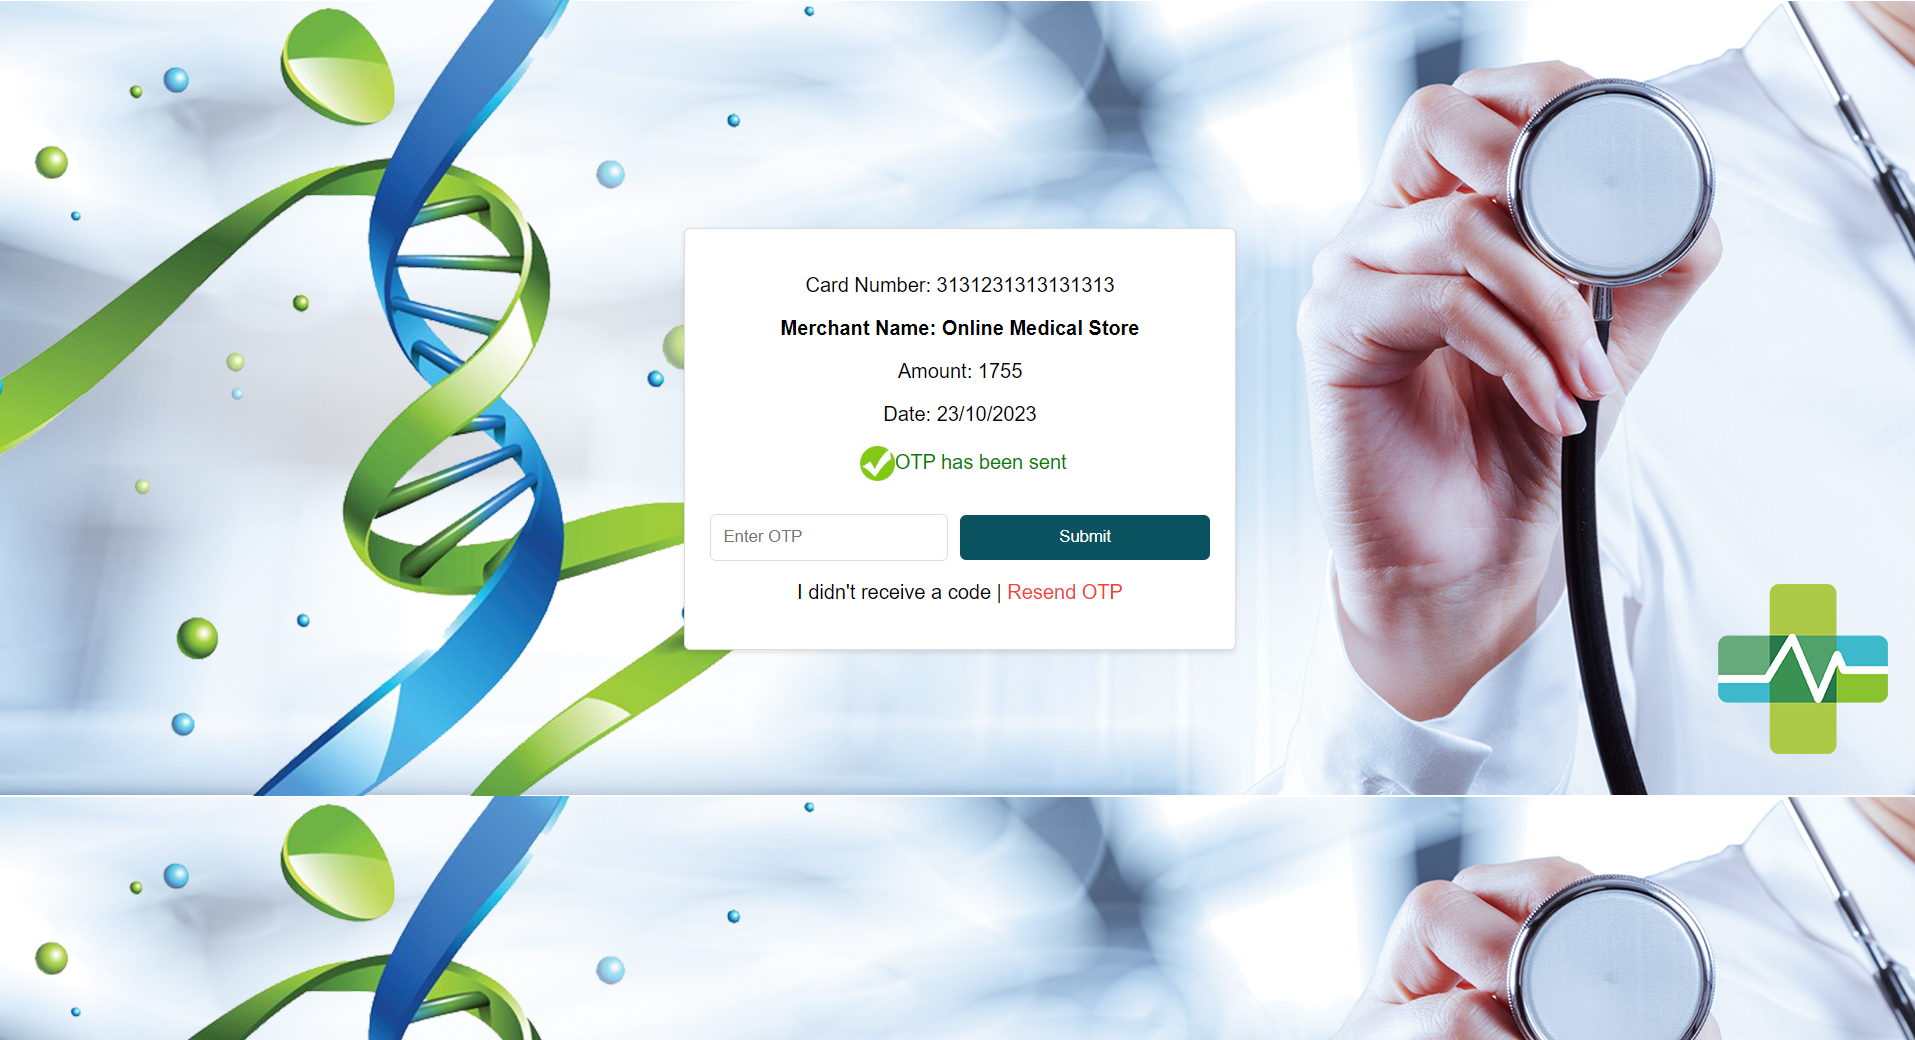 Card Number: 3131231313131313
Merchant Name: Online Medical Store
Amount: 1755
Date: 23/10/2023
OTP has been sent
Enter OTP
Submit
I didn't receive a code | Resend OTP